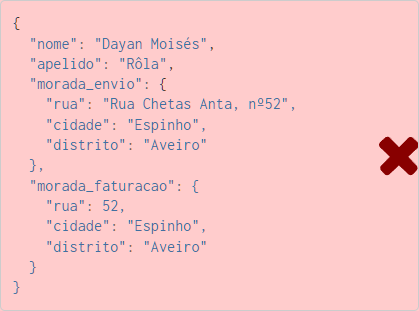 {
"nome": "Dayan Moisés",
"apelido": "Rôla",
"morada_envio": {
"rua": "Rua Chetas Anta, nº52",
"cidade": "Espinho",
"distrito": "Aveiro"
},
"morada_faturacao": {
"rua": 52,
"cidade": "Espinho",
"distrito": "Aveiro"
}
}